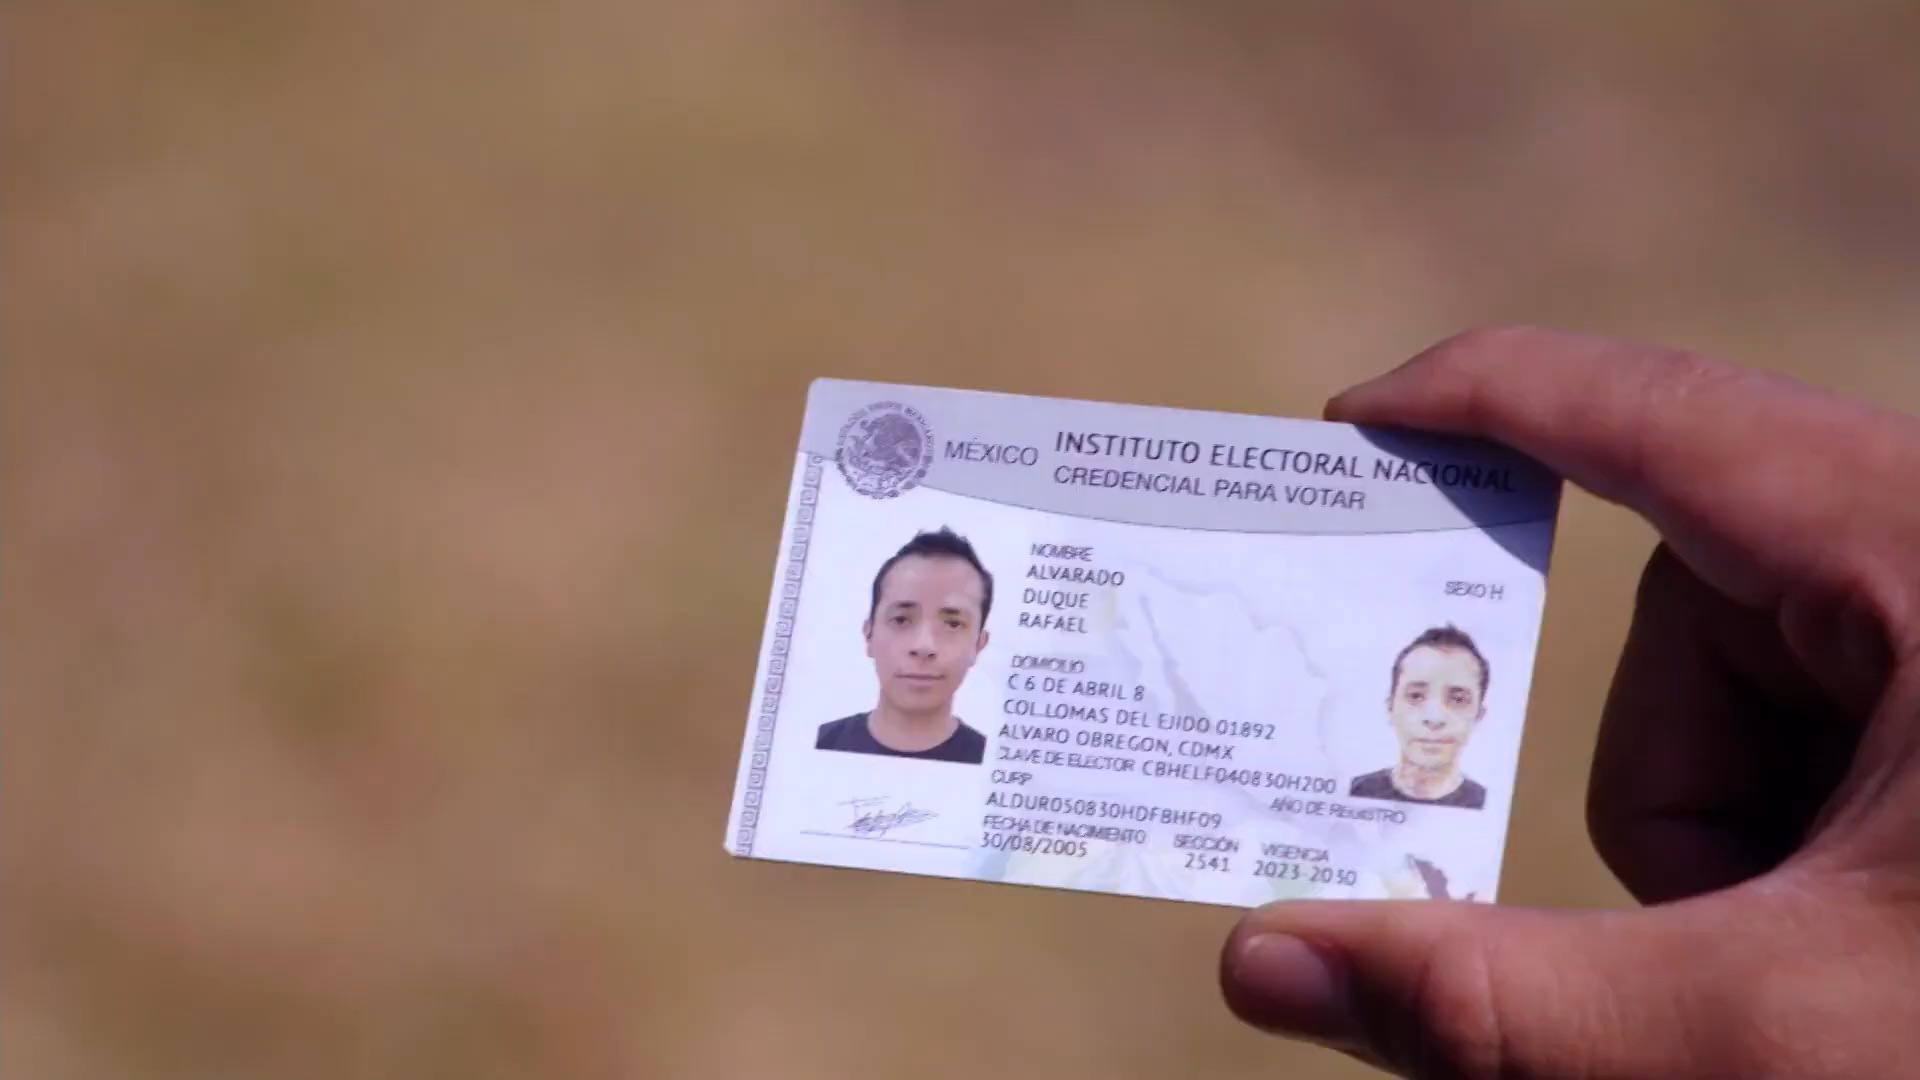 MÉXICO INSTITUTO ELECTORAL NACIONAL
CREDENCIAL PARA VOTAR
NOMBRE
ALVARADO
DUQUE
RAFAEL
SEXO H
DOMICILIO
C 6 DE ABRIL 8
COL LOMAS DEL EJIDO 01892
ALVARO OBREGON, CDMX
CLAVE DE ELECTOR CBHELF040830H200
CURP
ALDURO50830HDFBHF09
AÑO DE REGISTRO
FECHA DE NACIMIENTO
30/08/2005
SECCIÓN
2541
VIGENCIA
2023-2030